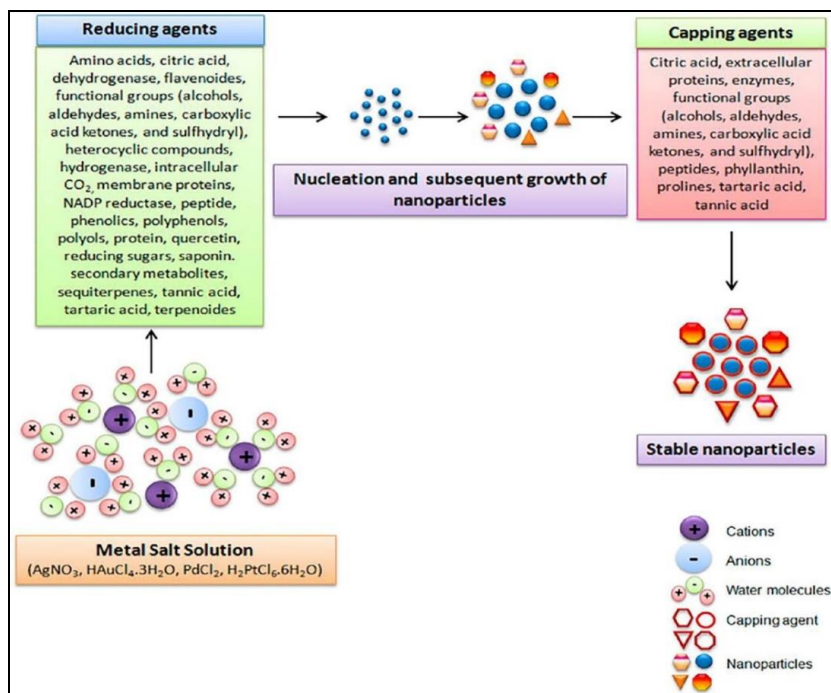 Reducing agents
Amino acids, citric acid,
dehydrogenase, flavenoides,
functional groups (alcohols,
aldehydes, amines, carboxylic
acid ketones, and sulfhydryl),
heterocyclic compounds,
hydrogenase, intracellular
CO₂, membrane proteins,
NADP reductase, peptide,
phenolics, polyphenols,
polyols, protein, quercetin,
reducing sugars, saponin.
secondary metabolites,
sequiterpenes, tannic acid,
tartaric acid, terpenoides
Nucleation and subsequent growth of
nanoparticles
Capping agents
Citric acid, extracellular
proteins, enzymes,
functional groups
(alcohols, aldehydes,
amines, carboxylic acid
ketones, and sulfhydryl),
peptides, phyllanthin,
prolines, tartaric acid,
tannic acid
Stable nanoparticles
Metal Salt Solution
(AgNO₃, HAuCl₄.3H₂O, PdCl₂, H₂PtCl₆.6H₂O)
+ Cations
- Anions
Water molecules
Capping agent
Nanoparticles